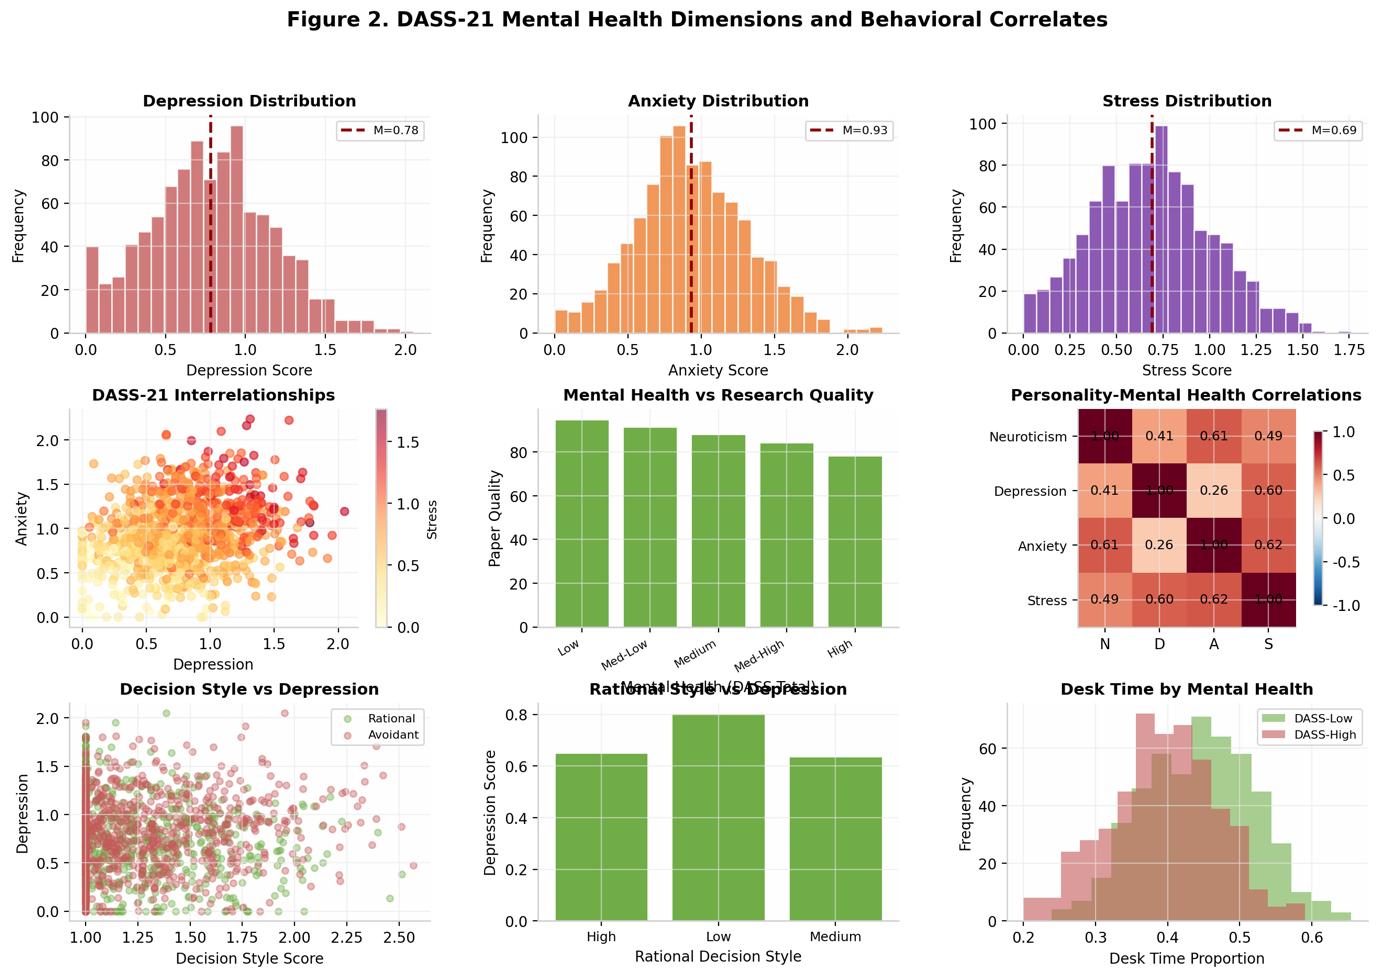 Figure 2. DASS-21 Mental Health Dimensions and Behavioral Correlates
Depression Distribution
M=0.78
Frequency
100
80
60
40
20
0
0.0 0.5 1.0 1.5 2.0
Depression Score
Anxiety Distribution
M=0.93
Frequency
100
80
60
40
20
0
0.0 0.5 1.0 1.5 2.0
Anxiety Score
Stress Distribution
M=0.69
Frequency
100
80
60
40
20
0
0.00 0.25 0.50 0.75 1.00 1.25 1.50 1.75
Stress Score
DASS-21 Interrelationships
Anxiety
2.0
1.5
1.0
0.5
0.0
0.0 0.5 1.0 1.5 2.0
Depression
1.5
1.0
0.5
0.0
Stress
Mental Health vs Research Quality
Paper Quality
80
60
40
20
0
Low Med-Low Medium Med-High High
Mental Health (DASS Total)
Personality-Mental Health Correlations
Neuroticism 1.00 0.41 0.61 0.49
Depression 0.41 1.00 0.26 0.60
Anxiety 0.61 0.26 1.00 0.62
Stress 0.49 0.60 0.62 1.00
N D A S
1.0
0.5
0.0
-0.5
-1.0
Decision Style vs Depression
Rational
Avoidant
Depression
2.0
1.5
1.0
0.5
0.0
1.00 1.25 1.50 1.75 2.00 2.25 2.50
Decision Style Score
Rational Style vs Depression
Depression Score
0.8
0.6
0.4
0.2
0.0
High Low Medium
Rational Decision Style
Desk Time by Mental Health
DASS-Low
DASS-High
Frequency
60
40
20
0
0.2 0.3 0.4 0.5 0.6
Desk Time Proportion